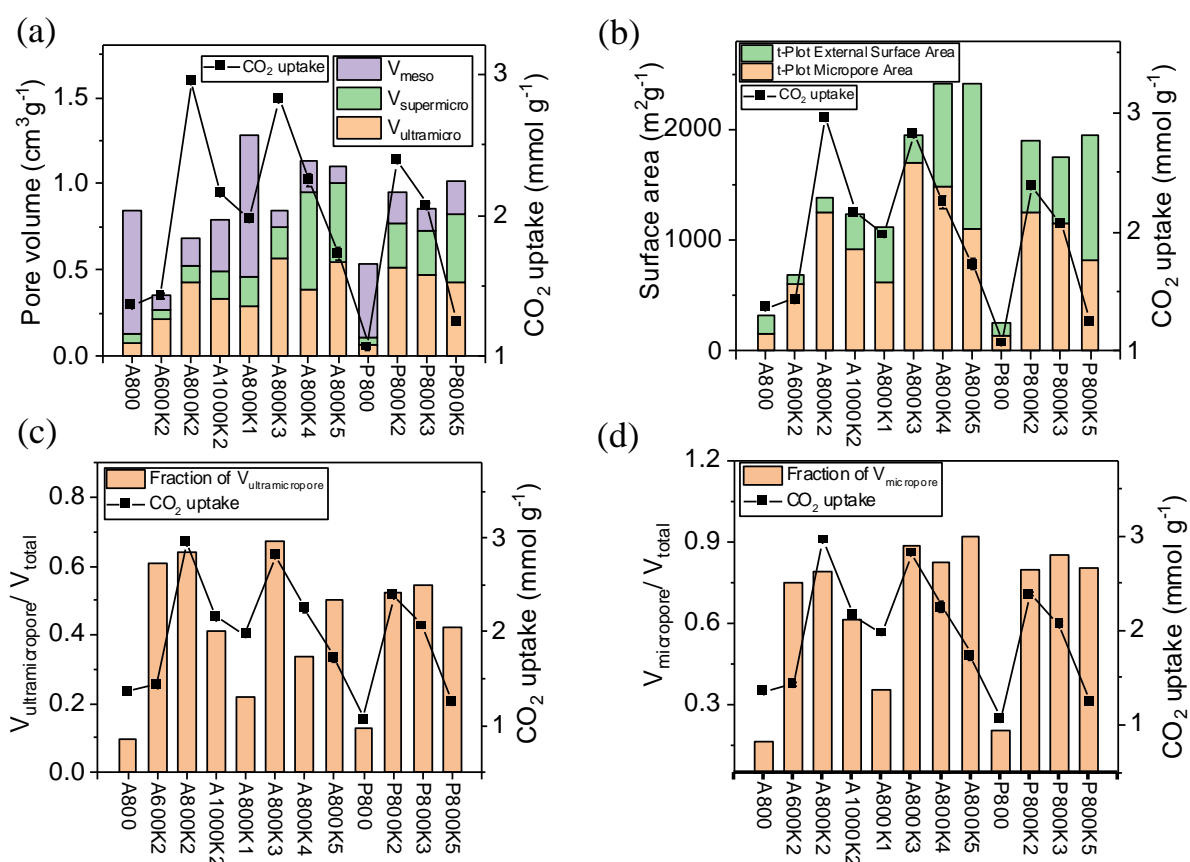 (a)
CO2 uptake
Vmeso
Vsupermicro
Vultramicro
Pore volume (cm3g-1)
0.0
0.5
1.0
1.5
CO2 uptake (mmol g-1)
1
2
3
A800
A600K2
A800K2
A1000K2
A800K1
A800K3
A800K4
A800K5
P800
P800K2
P800K3
P800K5
(b)
t-Plot External Surface Area
t-Plot Micropore Area
CO2 uptake
Surface area (m2g-1)
0
1000
2000
CO2 uptake (mmol g-1)
1
2
3
A800
A600K2
A800K2
A1000K2
A800K1
A800K3
A800K4
A800K5
P800
P800K2
P800K3
P800K5
(c)
Fraction of Vultramicropore
CO2 uptake
Vultramicropore/ Vtotal
0.0
0.2
0.4
0.6
0.8
CO2 uptake (mmol g-1)
1
2
3
A800
A600K2
A800K2
A1000K2
A800K1
A800K3
A800K4
A800K5
P800
P800K2
P800K3
P800K5
(d)
Fraction of Vmicropore
CO2 uptake
Vmicropore/ Vtotal
0.3
0.6
0.9
1.2
CO2 uptake (mmol g-1)
1
2
3
A800
A600K2
A800K2
A1000K2
A800K1
A800K3
A800K4
A800K5
P800
P800K2
P800K3
P800K5